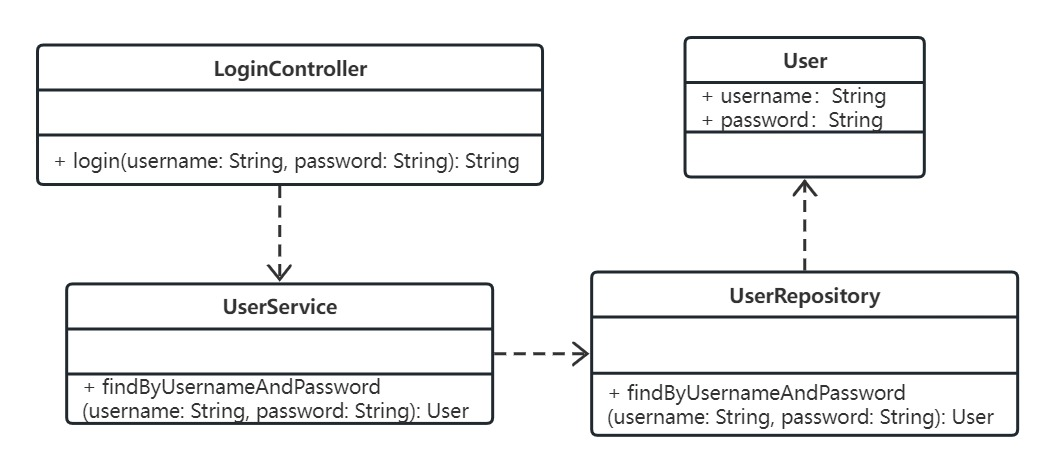 LoginController
+ login(username: String, password: String): String
User
+ username：String
+ password：String
UserService
+ findByUsernameAndPassword
(username: String, password: String): User
UserRepository
+ findByUsernameAndPassword
(username: String, password: String): User